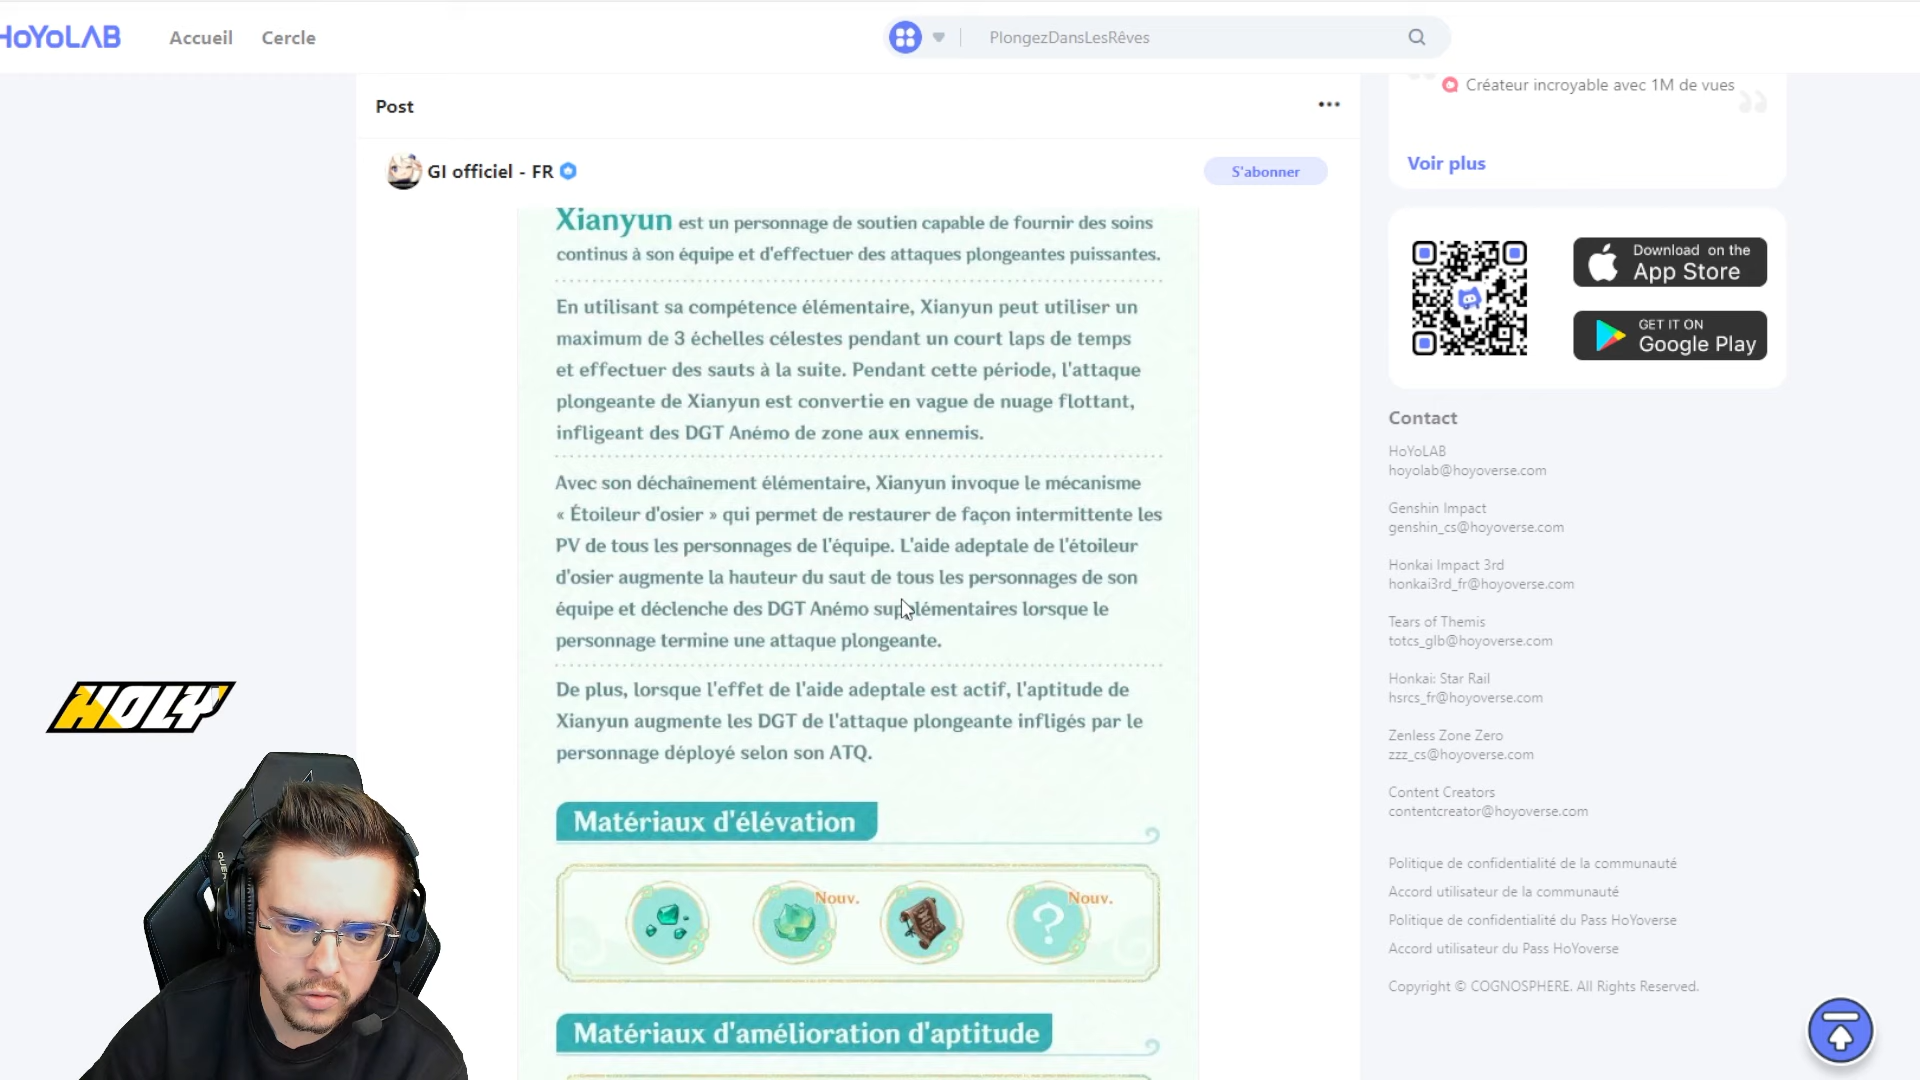 HoYoLAB
Accueil
Cercle
PlongezDansLesRêves
Post
GI officiel - FR
S'abonner
Xianyun est un personnage de soutien capable de fournir des soins
continus à son équipe et d'effectuer des attaques plongeantes puissantes.
En utilisant sa compétence élémentaire, Xianyun peut utiliser un
maximum de 3 échelles célestes pendant un court laps de temps
et effectuer des sauts à la suite. Pendant cette période, l'attaque
plongeante de Xianyun est convertie en vague de nuage flottant,
infligeant des DGT Anémo de zone aux ennemis.
Avec son déchaînement élémentaire, Xianyun invoque le mécanisme
« Étoileur d'osier » qui permet de restaurer de façon intermittente les
PV de tous les personnages de l'équipe. L'aide adeptale de l'étoileur
d'osier augmente la hauteur du saut de tous les personnages de son
équipe et déclenche des DGT Anémo supplémentaires lorsque le
personnage termine une attaque plongeante.
De plus, lorsque l'effet de l'aide adeptale est actif, l'aptitude de
Xianyun augmente les DGT de l'attaque plongeante infligés par le
personnage déployé selon son ATQ.
Matériaux d'élévation
Nouv.
Nouv.
?
Matériaux d'amélioration d'aptitude
Créateur incroyable avec 1M de vues
Voir plus
Download on the
App Store
GET IT ON
Google Play
Contact
HoYoLAB
hoyolab@hoyoverse.com
Genshin Impact
genshin_cs@hoyoverse.com
Honkai Impact 3rd
honkai3rd_fr@hoyoverse.com
Tears of Themis
totcs_glb@hoyoverse.com
Honkai: Star Rail
hsrcs_fr@hoyoverse.com
Zenless Zone Zero
zzz_cs@hoyoverse.com
Content Creators
contentcreator@hoyoverse.com
Politique de confidentialité de la communauté
Accord utilisateur de la communauté
Politique de confidentialité du Pass HoYoverse
Accord utilisateur du Pass HoYoverse
Copyright © COGNOSPHERE. All Rights Reserved.
HOLY